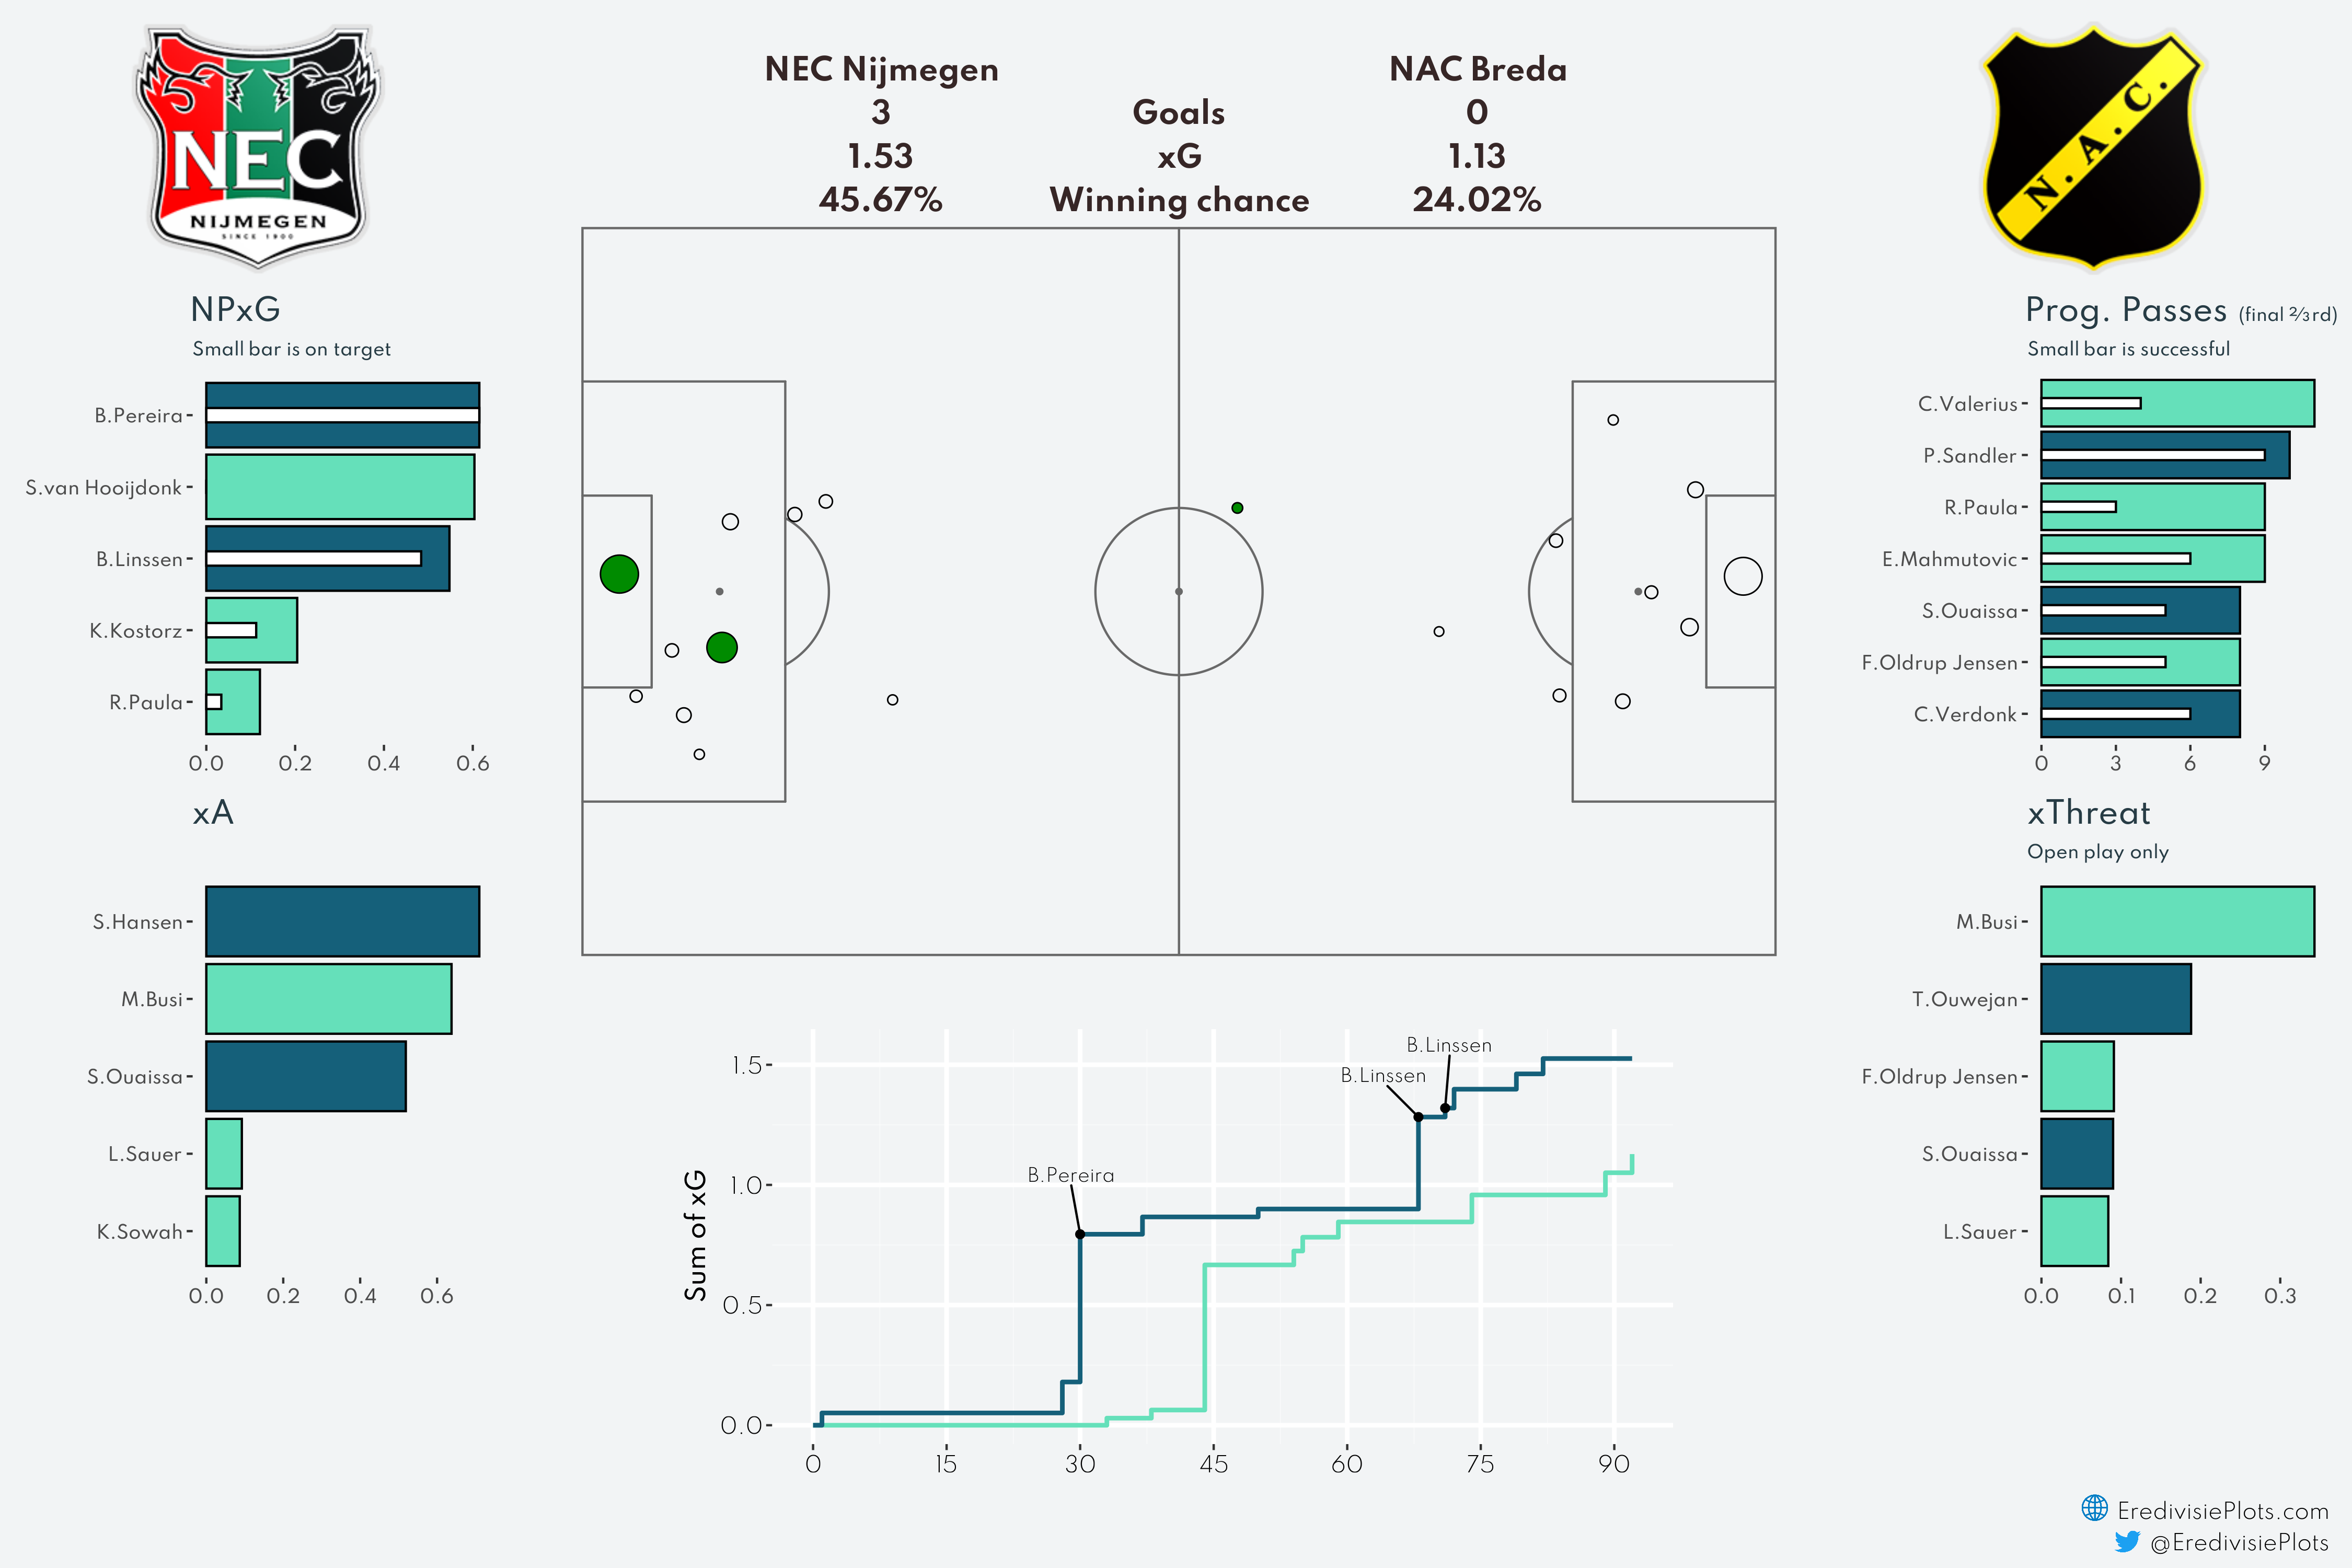 NEC
NIJMEGEN
SINCE 1900
NEC Nijmegen
NAC Breda
3 Goals 0
1.53 xG 1.13
45.67% Winning chance 24.02%
N.A.C.
NPxG
Small bar is on target
B.Pereira
S.van Hooijdonk
B.Linssen
K.Kostorz
R.Paula
0.0 0.2 0.4 0.6
xA
S.Hansen
M.Busi
S.Ouaissa
L.Sauer
K.Sowah
0.0 0.2 0.4 0.6
Sum of xG
1.5
1.0
0.5
0.0
B.Pereira
B.Linssen
B.Linssen
0 15 30 45 60 75 90
Prog. Passes (final ⅔rd)
Small bar is successful
C.Valerius
P.Sandler
R.Paula
E.Mahmutovic
S.Ouaissa
F.Oldrup Jensen
C.Verdonk
0 3 6 9
xThreat
Open play only
M.Busi
T.Ouwejan
F.Oldrup Jensen
S.Ouaissa
L.Sauer
0.0 0.1 0.2 0.3
EredivisiePlots.com
@EredivisiePlots